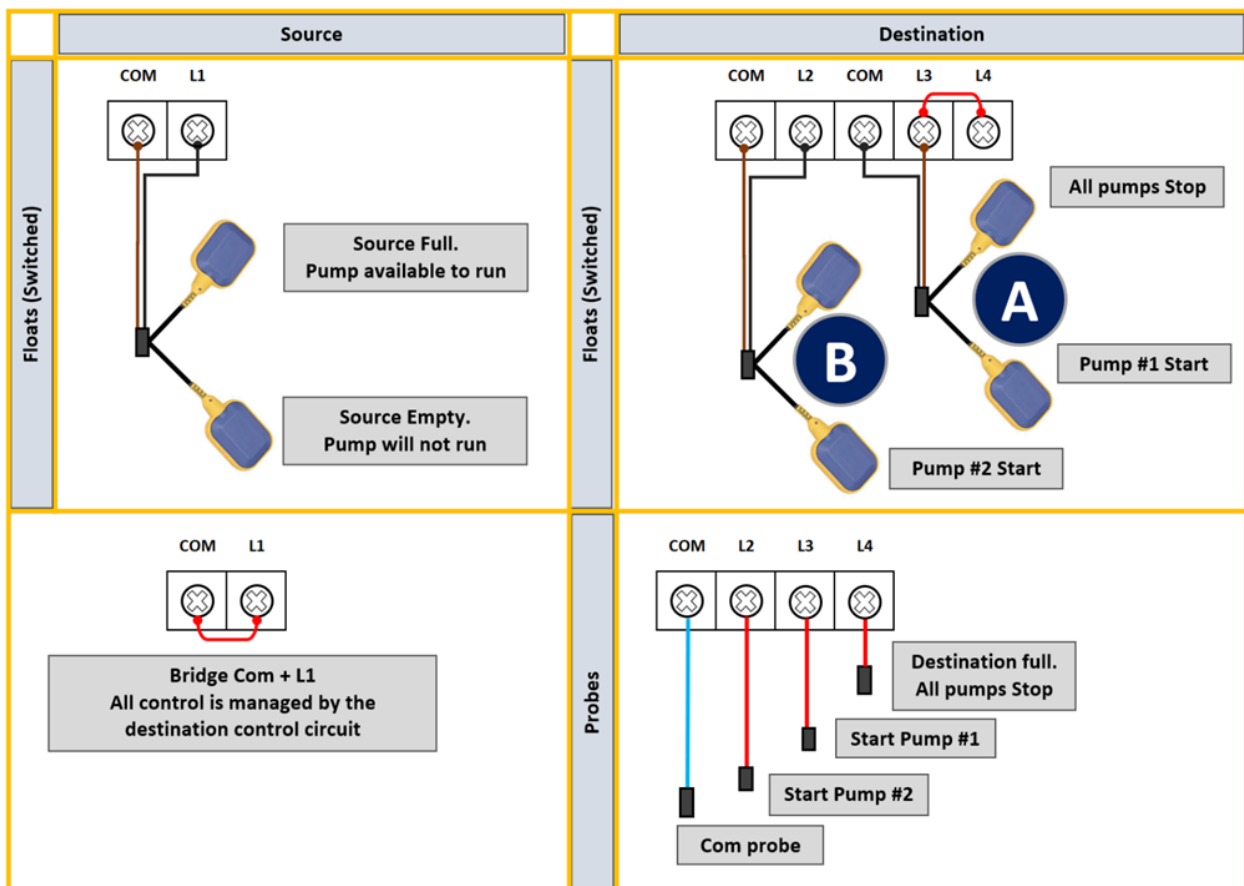 Source
Destination
Floats (Switched)
COM
L1
Source Full.
Pump available to run
Source Empty.
Pump will not run
Floats (Switched)
COM
L2
COM
L3
L4
All pumps Stop
A
B
Pump #1 Start
Pump #2 Start
COM
L1
Bridge Com + L1
All control is managed by the
destination control circuit
Probes
COM
L2
L3
L4
Destination full.
All pumps Stop
Start Pump #1
Start Pump #2
Com probe